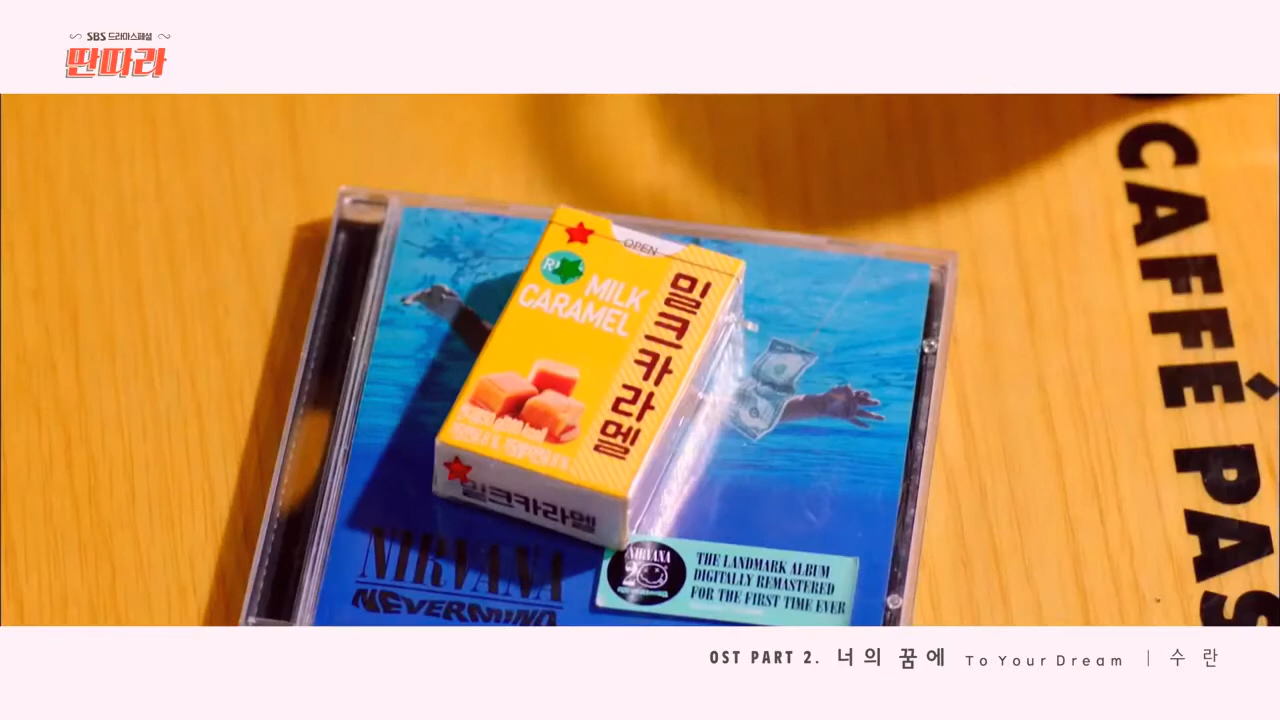 SBS 드라마스페셜
딴따라
CAFFÉ PAS
OPEN
MILK
CARAMEL
밀크카라멜
밀크카라멜
NIRVANA
NEVERMIND
NIRVANA
20
THE LANDMARK ALBUM
DIGITALLY REMASTERED
FOR THE FIRST TIME EVER
OST PART 2. 너의 꿈에 To Your Dream | 수란